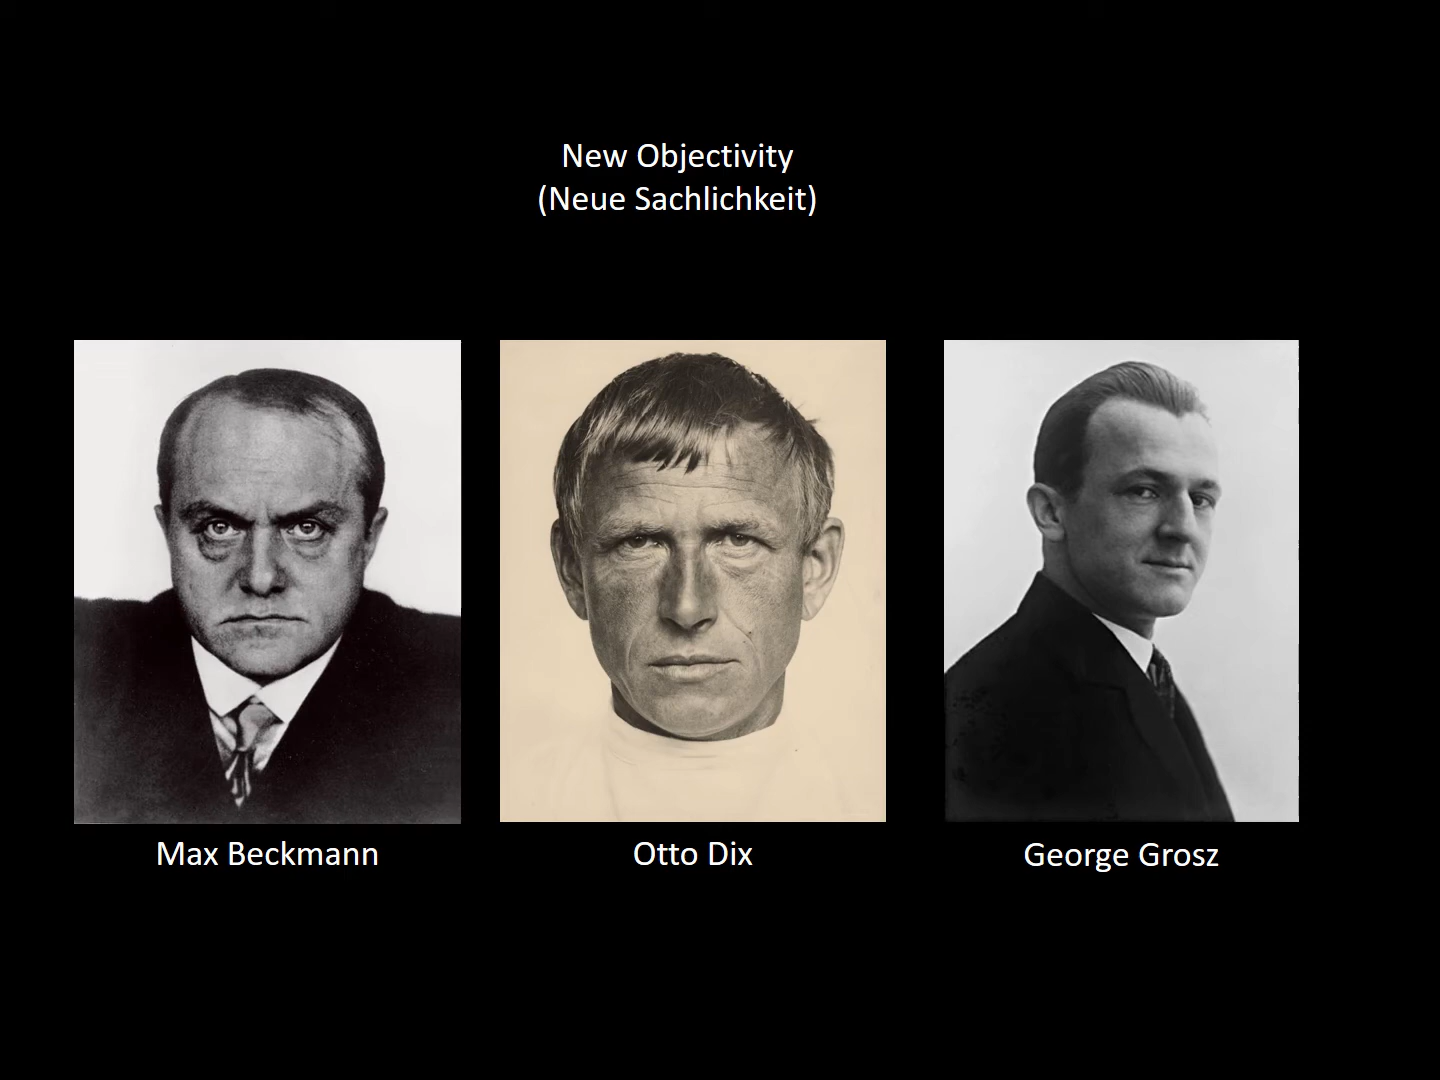 New Objectivity
(Neue Sachlichkeit)
Max Beckmann
Otto Dix
George Grosz